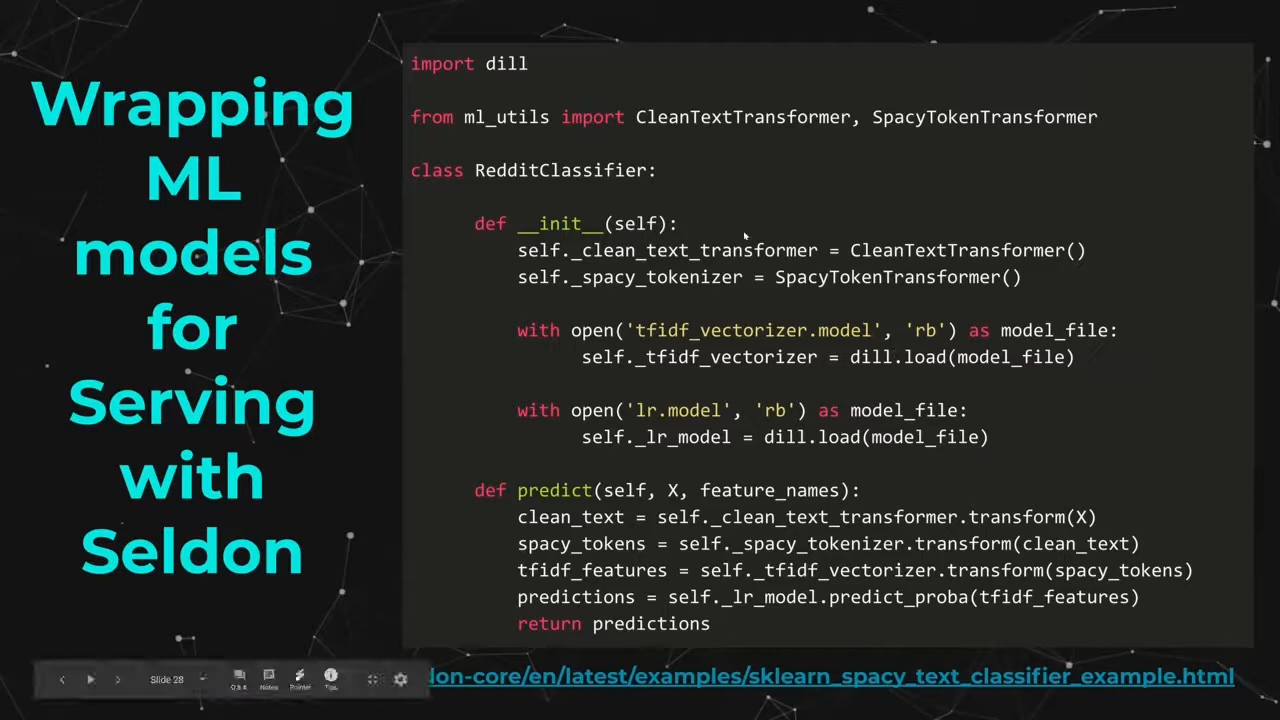 Wrapping
ML
models
for
Serving
with
Seldon
import dill
from ml_utils import CleanTextTransformer, SpacyTokenTransformer
class RedditClassifier:
def __init__(self):
self._clean_text_transformer = CleanTextTransformer()
self._spacy_tokenizer = SpacyTokenTransformer()
with open('tfidf_vectorizer.model', 'rb') as model_file:
self._tfidf_vectorizer = dill.load(model_file)
with open('lr.model', 'rb') as model_file:
self._lr_model = dill.load(model_file)
def predict(self, X, feature_names):
clean_text = self._clean_text_transformer.transform(X)
spacy_tokens = self._spacy_tokenizer.transform(clean_text)
tfidf_features = self._tfidf_vectorizer.transform(spacy_tokens)
predictions = self._lr_model.predict_proba(tfidf_features)
return predictions
don-core/en/latest/examples/sklearn_spacy_text_classifier_example.html
Slide 28
Q & A
Notes
Pointer
Tips